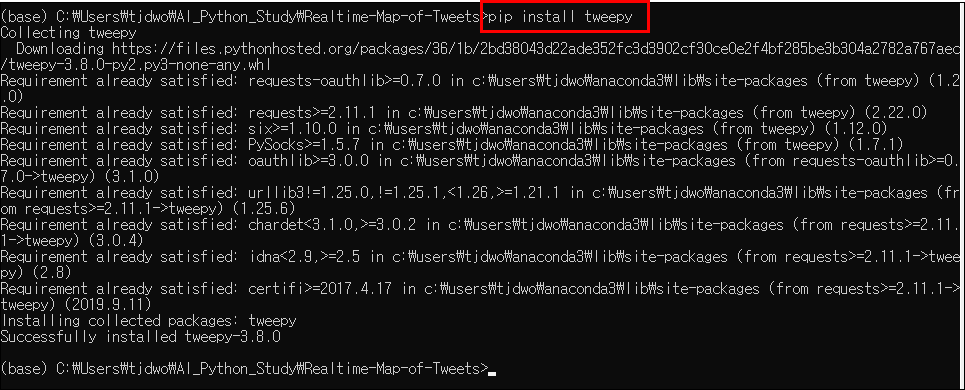 (base) C:₩Users₩tjdwo₩AI_Python_Study₩Realtime-Map-of-Tweets>pip install tweepy
Collecting tweepy
  Downloading https://files.pythonhosted.org/packages/36/1b/2bd38043d22ade352fc3d3902cf30ce0e2f4bf285be3b304a2782a767aec
/tweepy-3.8.0-py2.py3-none-any.whl
Requirement already satisfied: requests-oauthlib>=0.7.0 in c:₩users₩tjdwo₩anaconda3₩lib₩site-packages (from tweepy) (1.2
.0)
Requirement already satisfied: requests>=2.11.1 in c:₩users₩tjdwo₩anaconda3₩lib₩site-packages (from tweepy) (2.22.0)
Requirement already satisfied: six>=1.10.0 in c:₩users₩tjdwo₩anaconda3₩lib₩site-packages (from tweepy) (1.12.0)
Requirement already satisfied: PySocks>=1.5.7 in c:₩users₩tjdwo₩anaconda3₩lib₩site-packages (from tweepy) (1.7.1)
Requirement already satisfied: oauthlib>=3.0.0 in c:₩users₩tjdwo₩anaconda3₩lib₩site-packages (from requests-oauthlib>=0.
7.0->tweepy) (3.1.0)
Requirement already satisfied: urllib3!=1.25.0,!=1.25.1,<1.26,>=1.21.1 in c:₩users₩tjdwo₩anaconda3₩lib₩site-packages (fr
om requests>=2.11.1->tweepy) (1.25.6)
Requirement already satisfied: chardet<3.1.0,>=3.0.2 in c:₩users₩tjdwo₩anaconda3₩lib₩site-packages (from requests>=2.11.
1->tweepy) (3.0.4)
Requirement already satisfied: idna<2.9,>=2.5 in c:₩users₩tjdwo₩anaconda3₩lib₩site-packages (from requests>=2.11.1->twee
py) (2.8)
Requirement already satisfied: certifi>=2017.4.17 in c:₩users₩tjdwo₩anaconda3₩lib₩site-packages (from requests>=2.11.1->
tweepy) (2019.9.11)
Installing collected packages: tweepy
Successfully installed tweepy-3.8.0
(base) C:₩Users₩tjdwo₩AI_Python_Study₩Realtime-Map-of-Tweets>